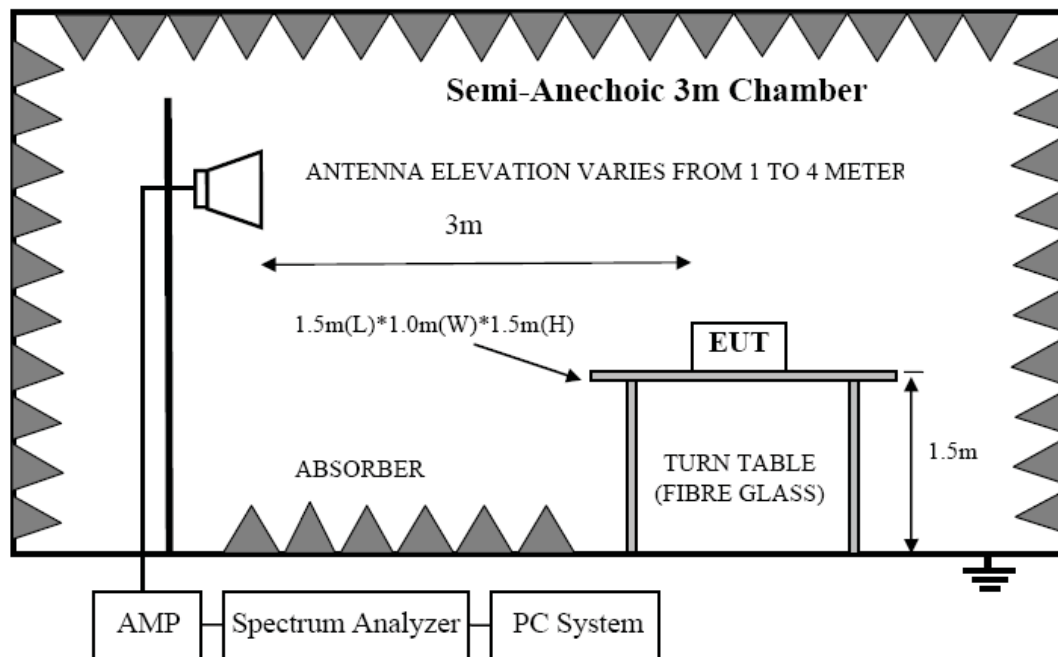 Semi-Anechoic 3m Chamber
ANTENNA ELEVATION VARIES FROM 1 TO 4 METER
3m
1.5m(L)*1.0m(W)*1.5m(H)
EUT
1.5m
ABSORBER
TURN TABLE
(FIBRE GLASS)
AMP
Spectrum Analyzer
PC System